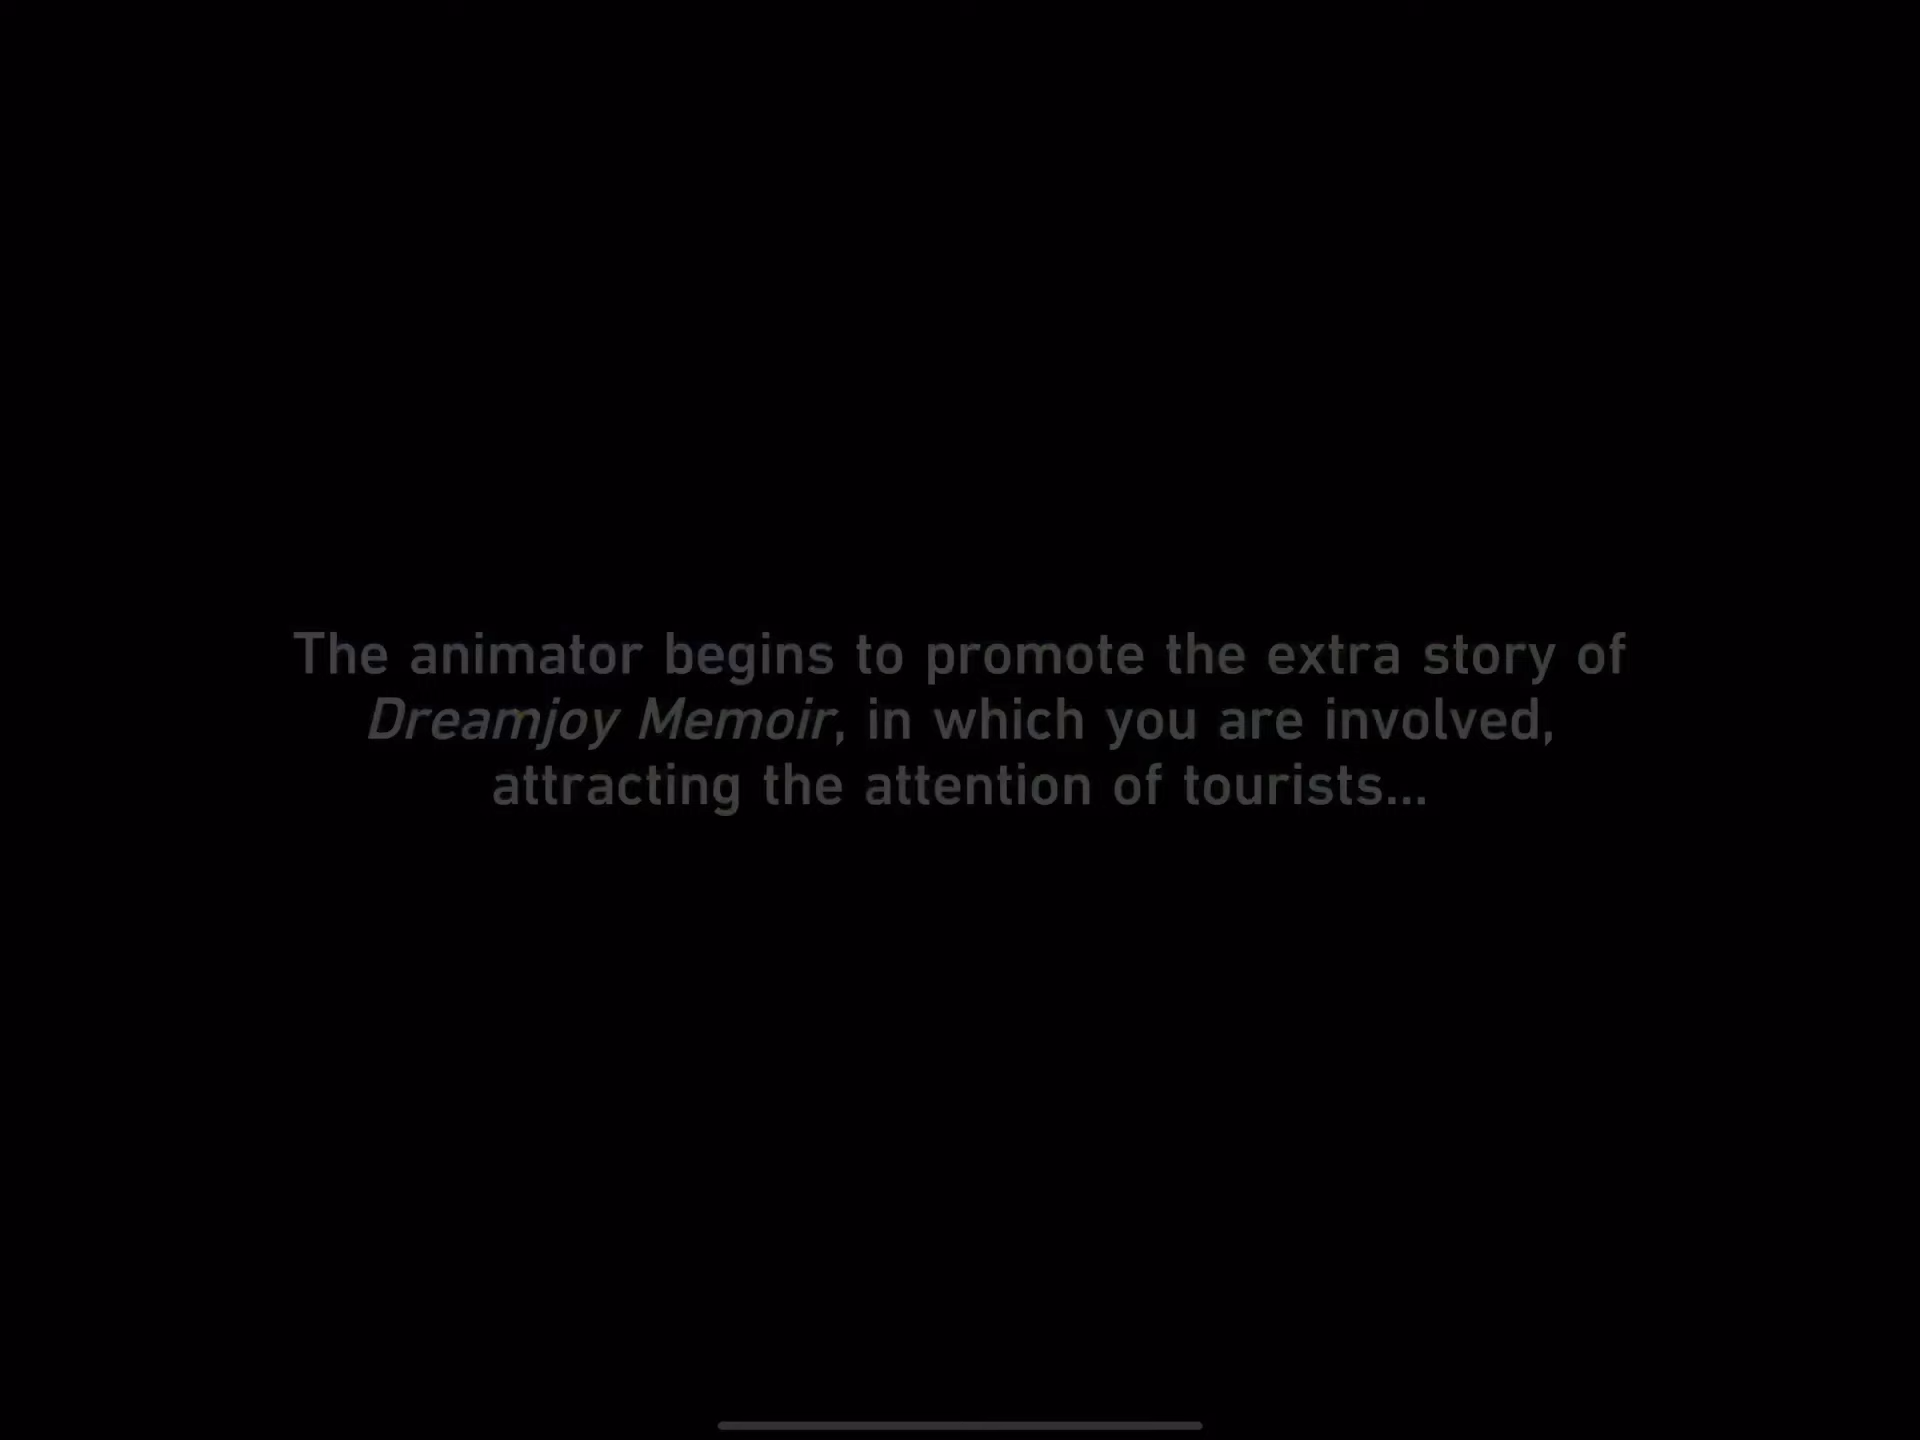 The animator begins to promote the extra story of
Dreamjoy Memoir, in which you are involved,
attracting the attention of tourists...